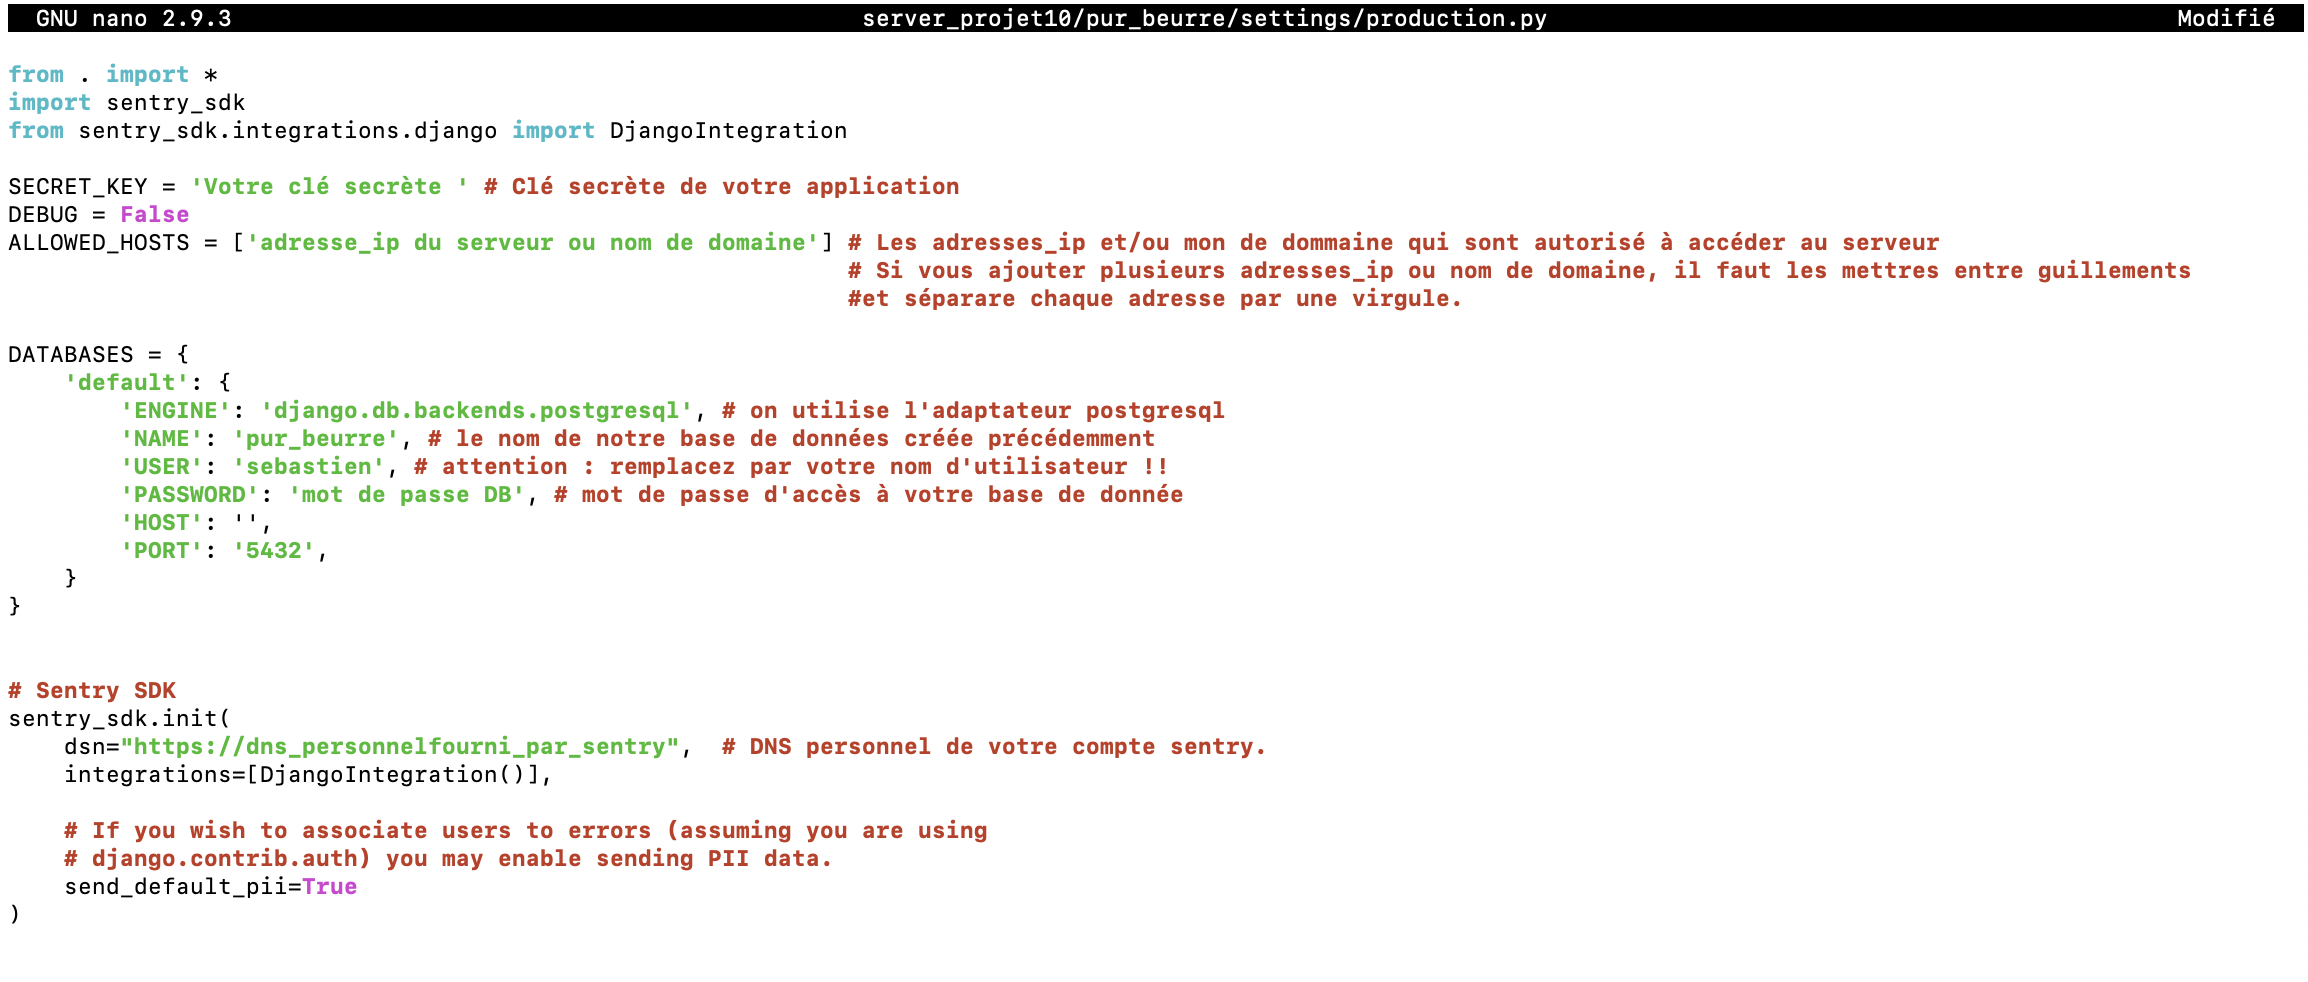 GNU nano 2.9.3 server_projet10/pur_beurre/settings/production.py Modifié
from . import *
import sentry_sdk
from sentry_sdk.integrations.django import DjangoIntegration
SECRET_KEY = 'Votre clé secrète ' # Clé secrète de votre application
DEBUG = False
ALLOWED_HOSTS = ['adresse_ip du serveur ou nom de domaine'] # Les adresses_ip et/ou mon de dommaine qui sont autorisé à accéder au serveur
# Si vous ajouter plusieurs adresses_ip ou nom de domaine, il faut les mettres entre guillements
#et séparare chaque adresse par une virgule.
DATABASES = {
'default': {
'ENGINE': 'django.db.backends.postgresql', # on utilise l'adaptateur postgresql
'NAME': 'pur_beurre', # le nom de notre base de données créée précédemment
'USER': 'sebastien', # attention : remplacez par votre nom d'utilisateur !!
'PASSWORD': 'mot de passe DB', # mot de passe d'accès à votre base de donnée
'HOST': '',
'PORT': '5432',
}
}
# Sentry SDK
sentry_sdk.init(
dsn="https://dns_personnelfourni_par_sentry",  # DNS personnel de votre compte sentry.
integrations=[DjangoIntegration()],
# If you wish to associate users to errors (assuming you are using
# django.contrib.auth) you may enable sending PII data.
send_default_pii=True
)